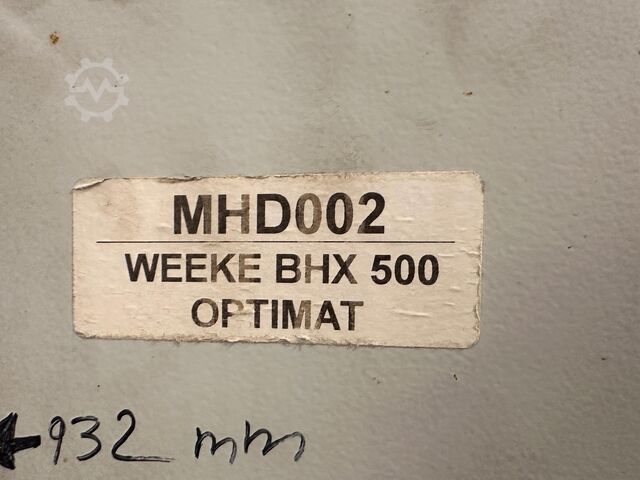 MHD002
WEEKE BHX 500
OPTIMAT
932 mm